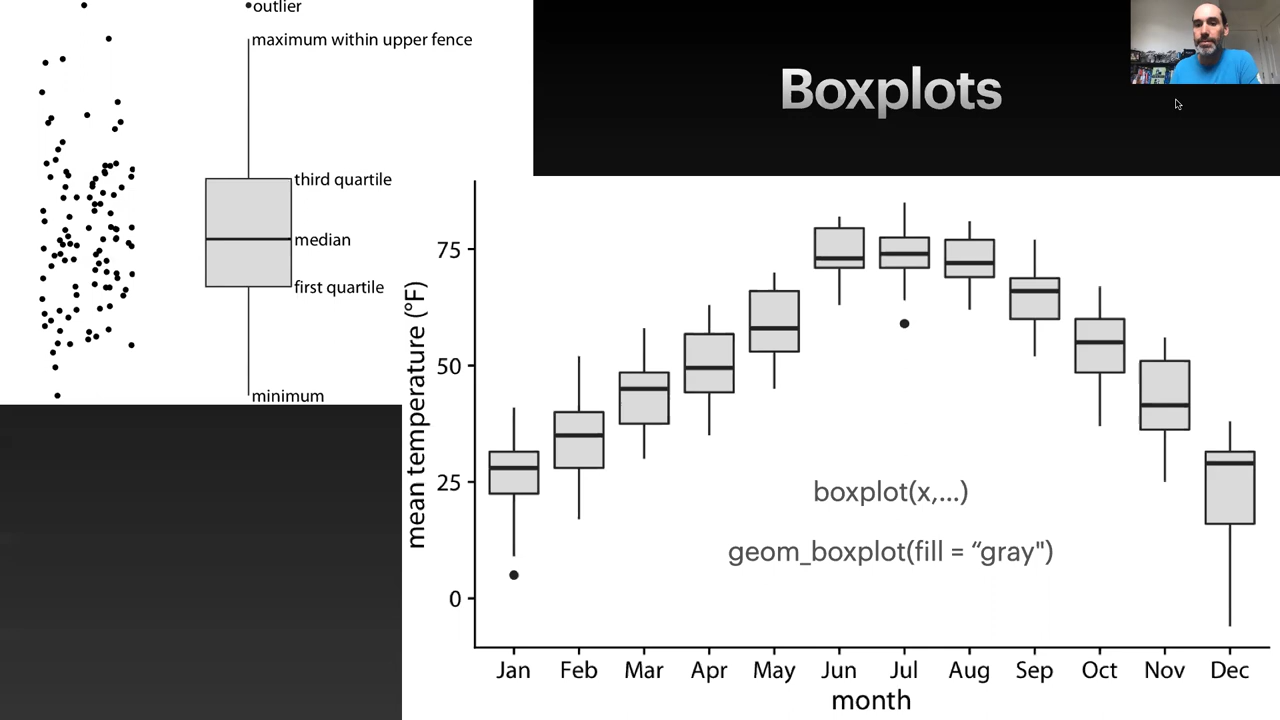 outlier
maximum within upper fence
third quartile
median
first quartile
minimum
Boxplots
mean temperature (°F)
75
50
25
0
boxplot(x,...)
geom_boxplot(fill = “gray")
Jan Feb Mar Apr May Jun Jul Aug Sep Oct Nov Dec
month